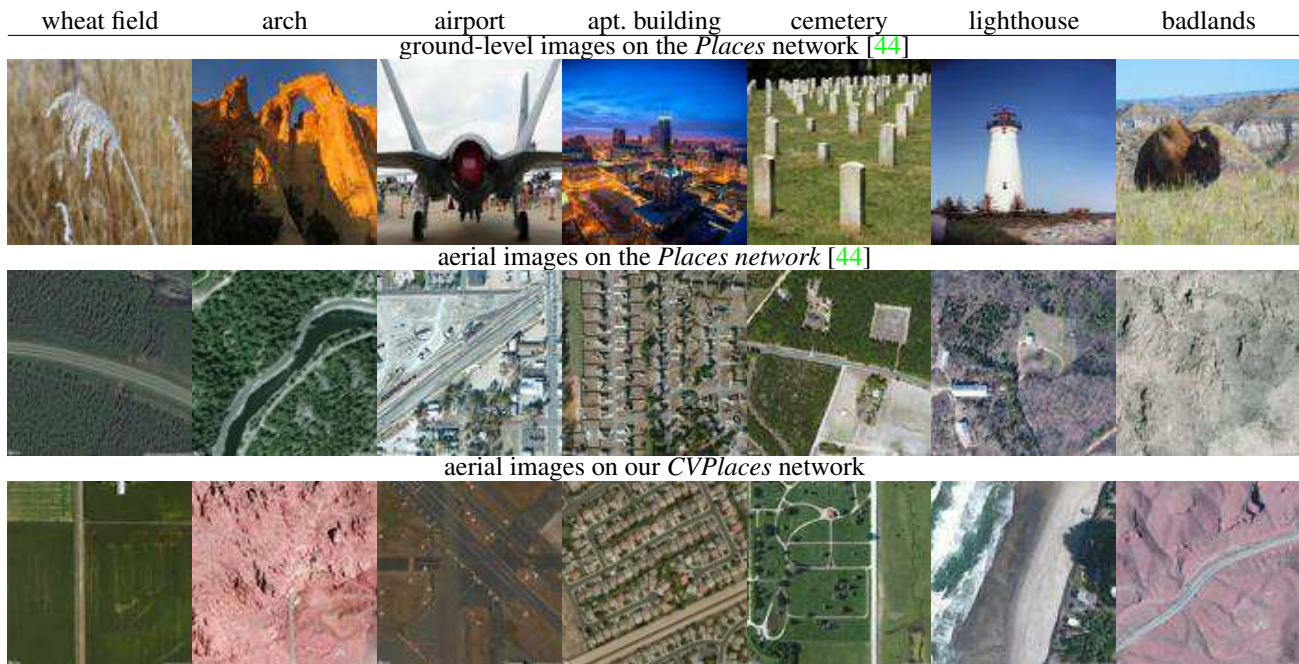 wheat field arch airport apt. building cemetery lighthouse badlands
ground-level images on the Places network [44]
aerial images on the Places network [44]
aerial images on our CVPlaces network